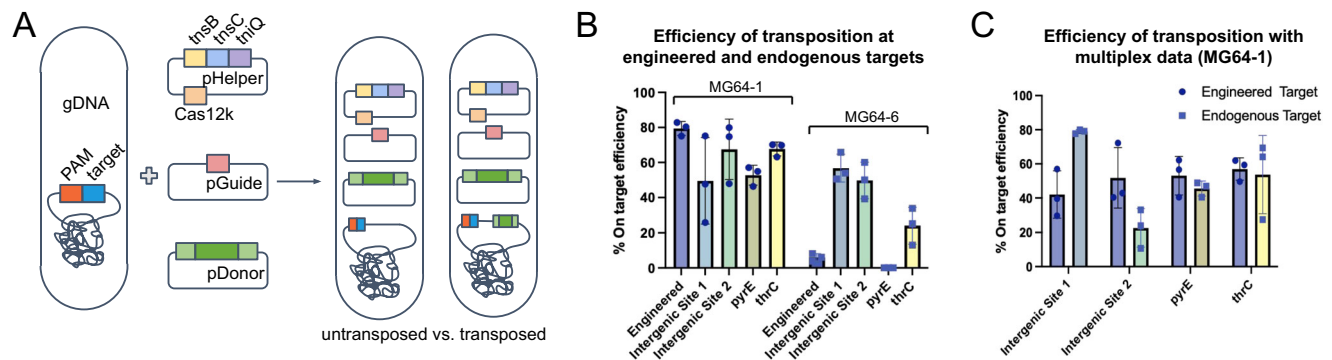 A
tnsB
tnsC
tniQ
gDNA
pHelper
Cas12k
PAM
target
pGuide
pDonor
untransposed vs. transposed
B
Efficiency of transposition at
engineered and endogenous targets
MG64-1
MG64-6
% On target efficiency
100
80
60
40
20
0
Engineered
Intergenic Site 1
Intergenic Site 2
pyrE
thrC
Engineered
Intergenic Site 1
Intergenic Site 2
pyrE
thrC
C
Efficiency of transposition with
multiplex data (MG64-1)
Engineered Target
Endogenous Target
% On target efficiency
100
80
60
40
20
0
Intergenic Site 1
Intergenic Site 2
pyrE
thrC